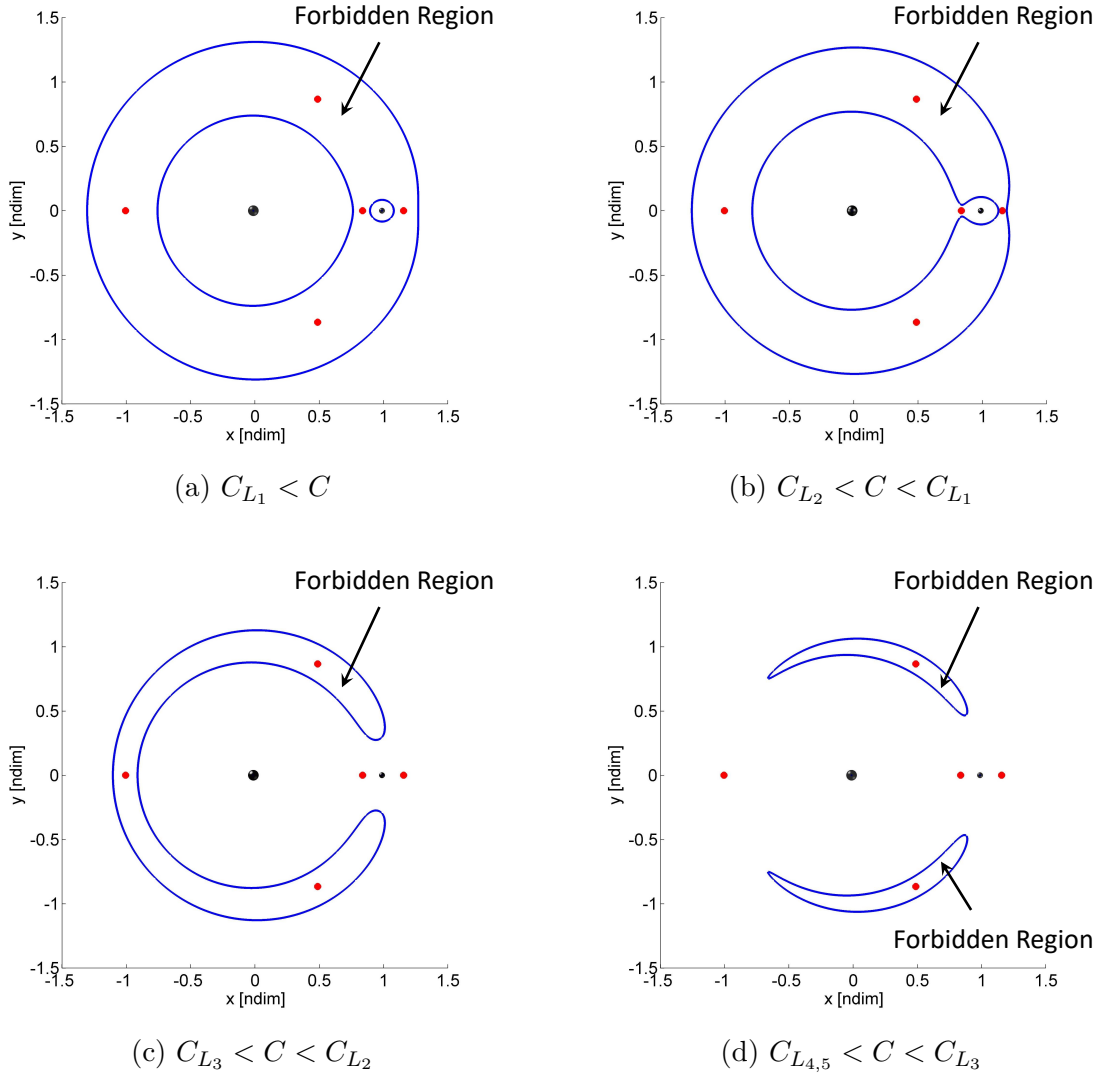 Forbidden Region
1.5
1
0.5
0
-0.5
-1
-1.5
y [ndim]
-1.5 -1 -0.5 0 0.5 1 1.5
x [ndim]
(a) C_{L_1} < C
Forbidden Region
1.5
1
0.5
0
-0.5
-1
-1.5
y [ndim]
-1.5 -1 -0.5 0 0.5 1 1.5
x [ndim]
(b) C_{L_2} < C < C_{L_1}
Forbidden Region
1.5
1
0.5
0
-0.5
-1
-1.5
y [ndim]
-1.5 -1 -0.5 0 0.5 1 1.5
x [ndim]
(c) C_{L_3} < C < C_{L_2}
Forbidden Region
1.5
1
0.5
0
-0.5
-1
-1.5
y [ndim]
Forbidden Region
-1.5 -1 -0.5 0 0.5 1 1.5
x [ndim]
(d) C_{L_{4,5}} < C < C_{L_3}